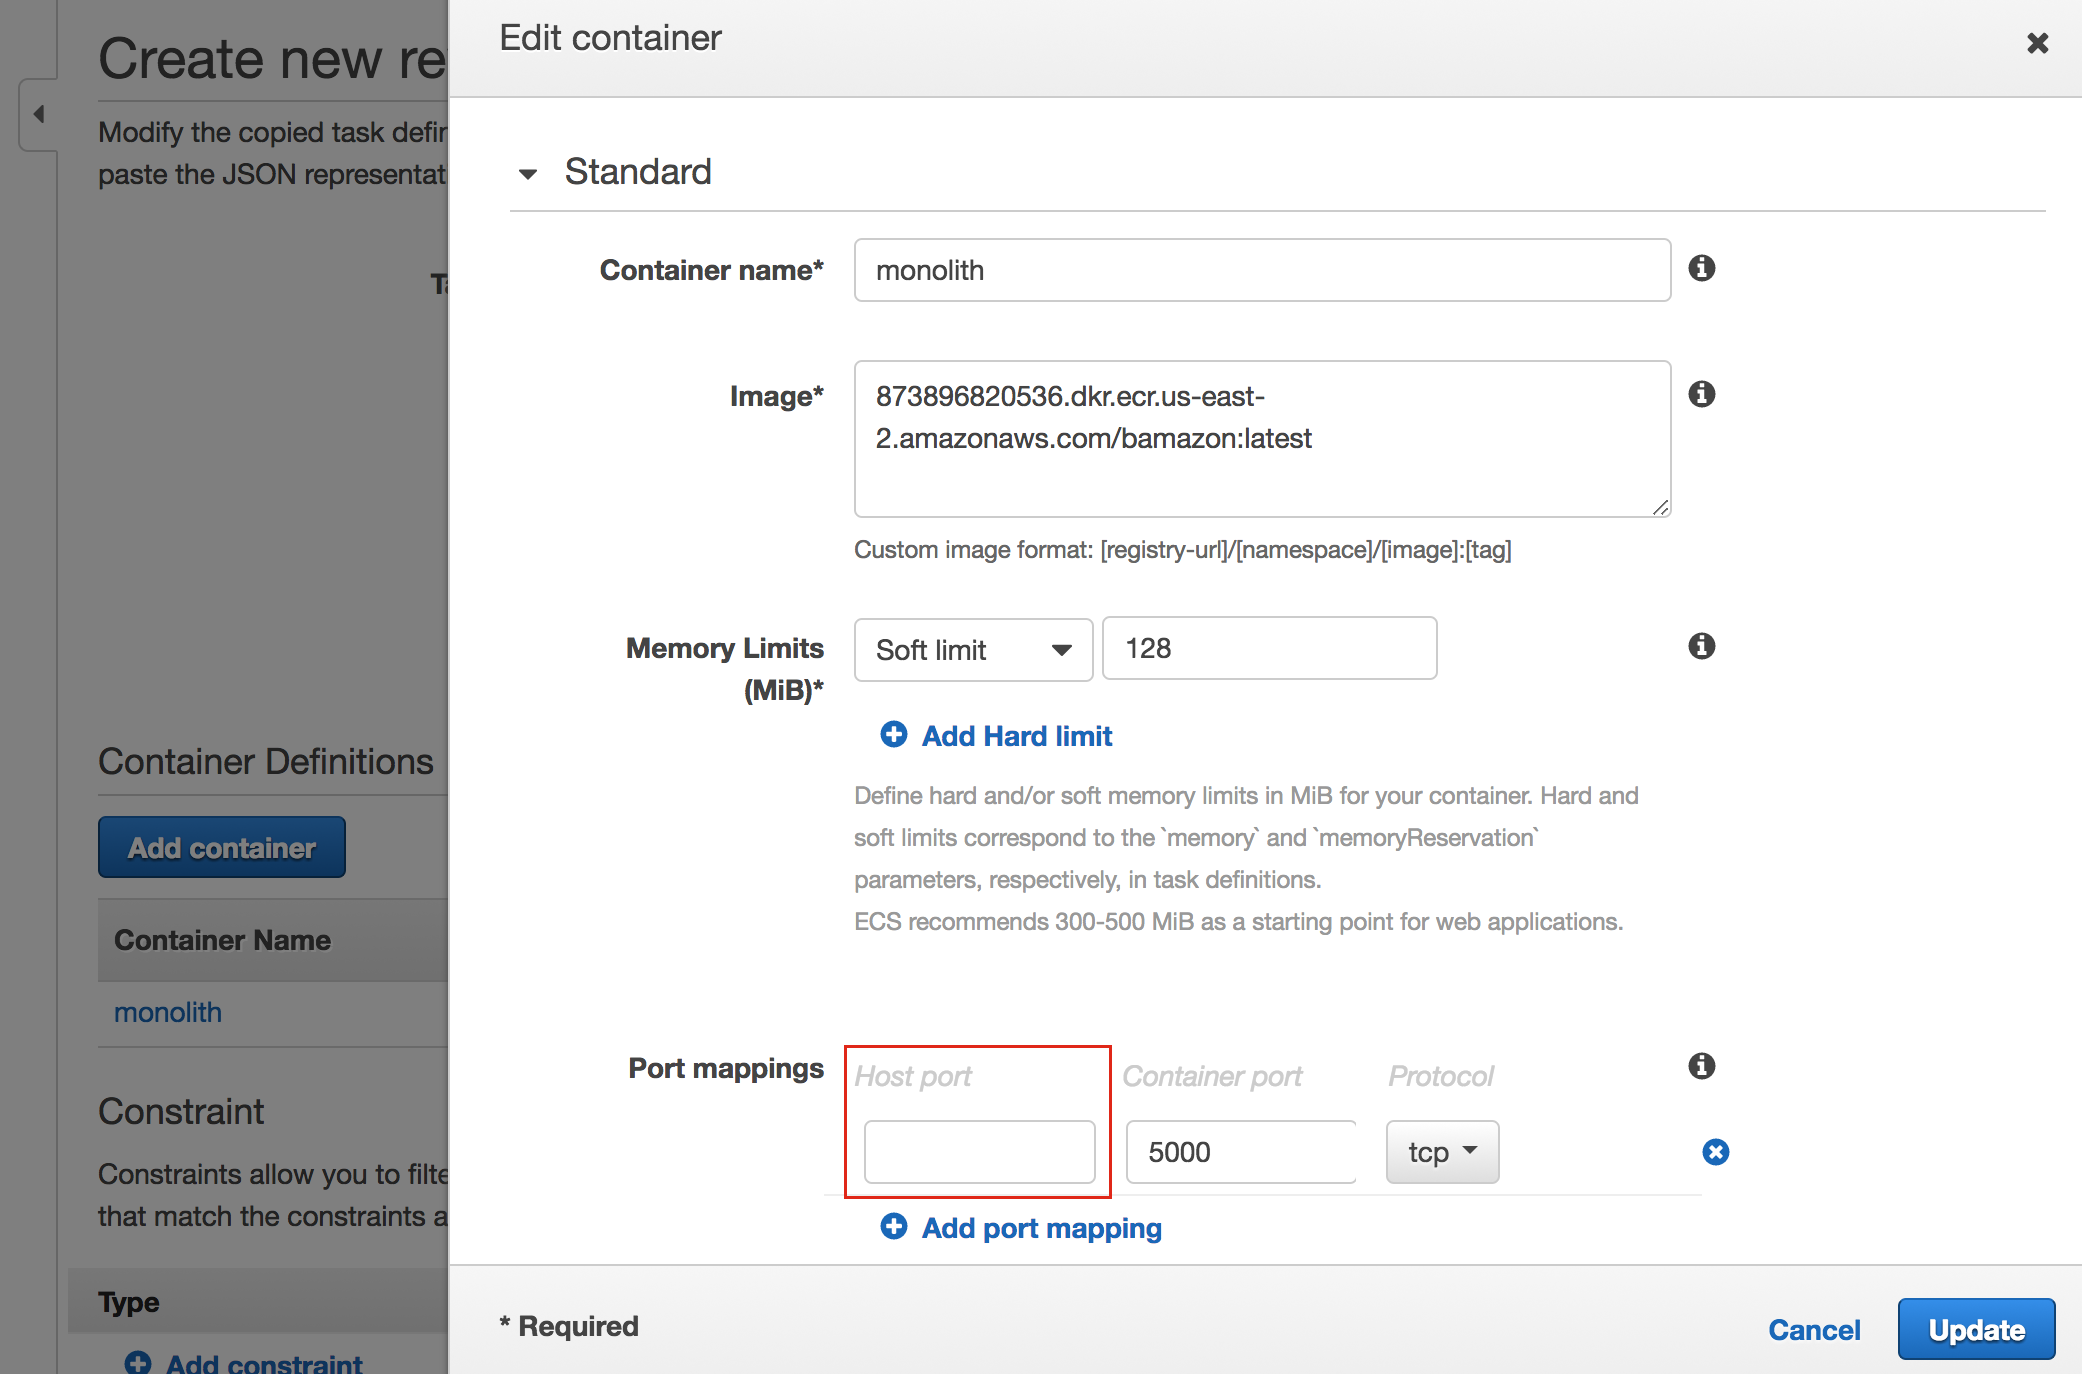 Create new re
Modify the copied task defin
paste the JSON representat
Container Definitions
Add container
Container Name
monolith
Constraint
Constraints allow you to filte
that match the constraints a
Type
Add constraint
Edit container
Standard
Container name*
monolith
Image*
873896820536.dkr.ecr.us-east-
2.amazonaws.com/bamazon:latest
Custom image format: [registry-url]/[namespace]/[image]:[tag]
Memory Limits
(MiB)*
Soft limit
128
Add Hard limit
Define hard and/or soft memory limits in MiB for your container. Hard and
soft limits correspond to the `memory` and `memoryReservation`
parameters, respectively, in task definitions.
ECS recommends 300-500 MiB as a starting point for web applications.
Port mappings
Host port
Container port
Protocol
5000
tcp
Add port mapping
* Required
Cancel
Update